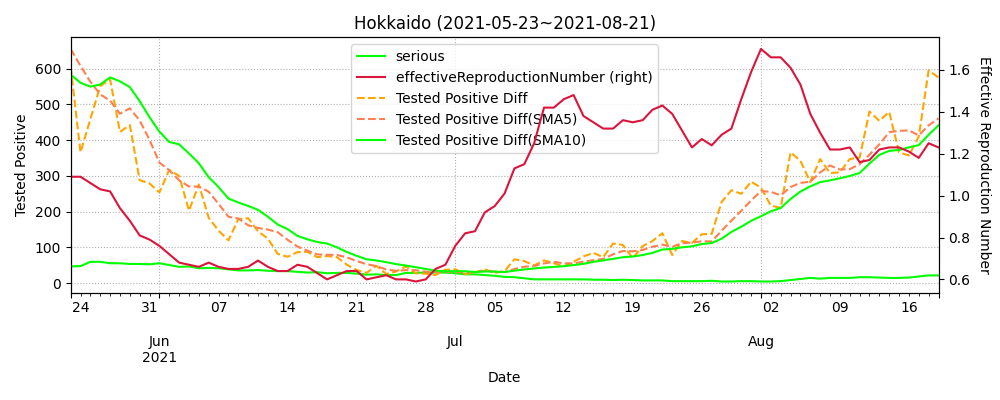 Hokkaido (2021-05-23~2021-08-21)
serious
effectiveReproductionNumber (right)
Tested Positive Diff
Tested Positive Diff(SMA5)
Tested Positive Diff(SMA10)
Tested Positive
600
500
400
300
200
100
0
1.6
1.4
1.2
1.0
0.8
0.6
Effective Reproduction Number
24 31 07 14 21 28 05 12 19 26 02 09 16
Jun Jul Aug
2021
Date